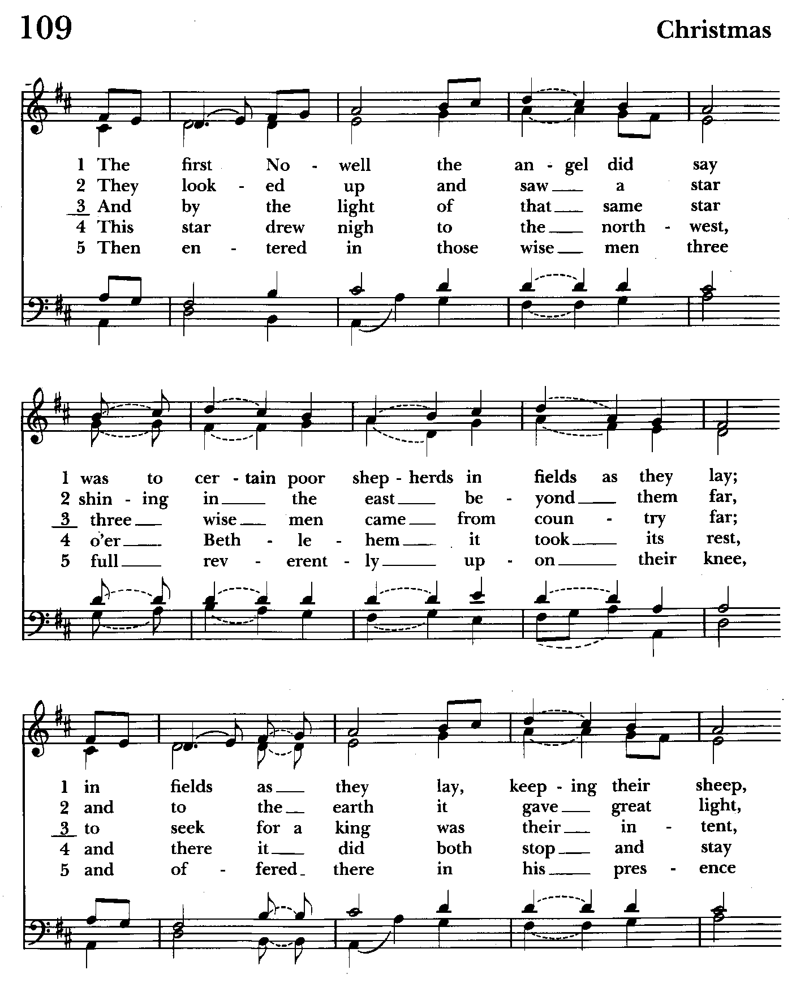 109 Christmas
1 The first No - well the an - gel did say
2 They look - ed up and saw a star
3 And by the light of that same star
4 This star drew nigh to the north - west,
5 Then en - tered in those wise men three
1 was to cer - tain poor shep - herds in fields as they lay;
2 shin - ing in the east be - yond them far,
3 three wise men came from coun - try far;
4 o'er Beth - le - hem it took its rest,
5 full rev - erent - ly up - on their knee,
1 in fields as they lay, keep - ing their sheep,
2 and to the earth it gave great light,
3 to seek for a king was their in - tent,
4 and there it did both stop and stay
5 and of - fered there in his pres - ence